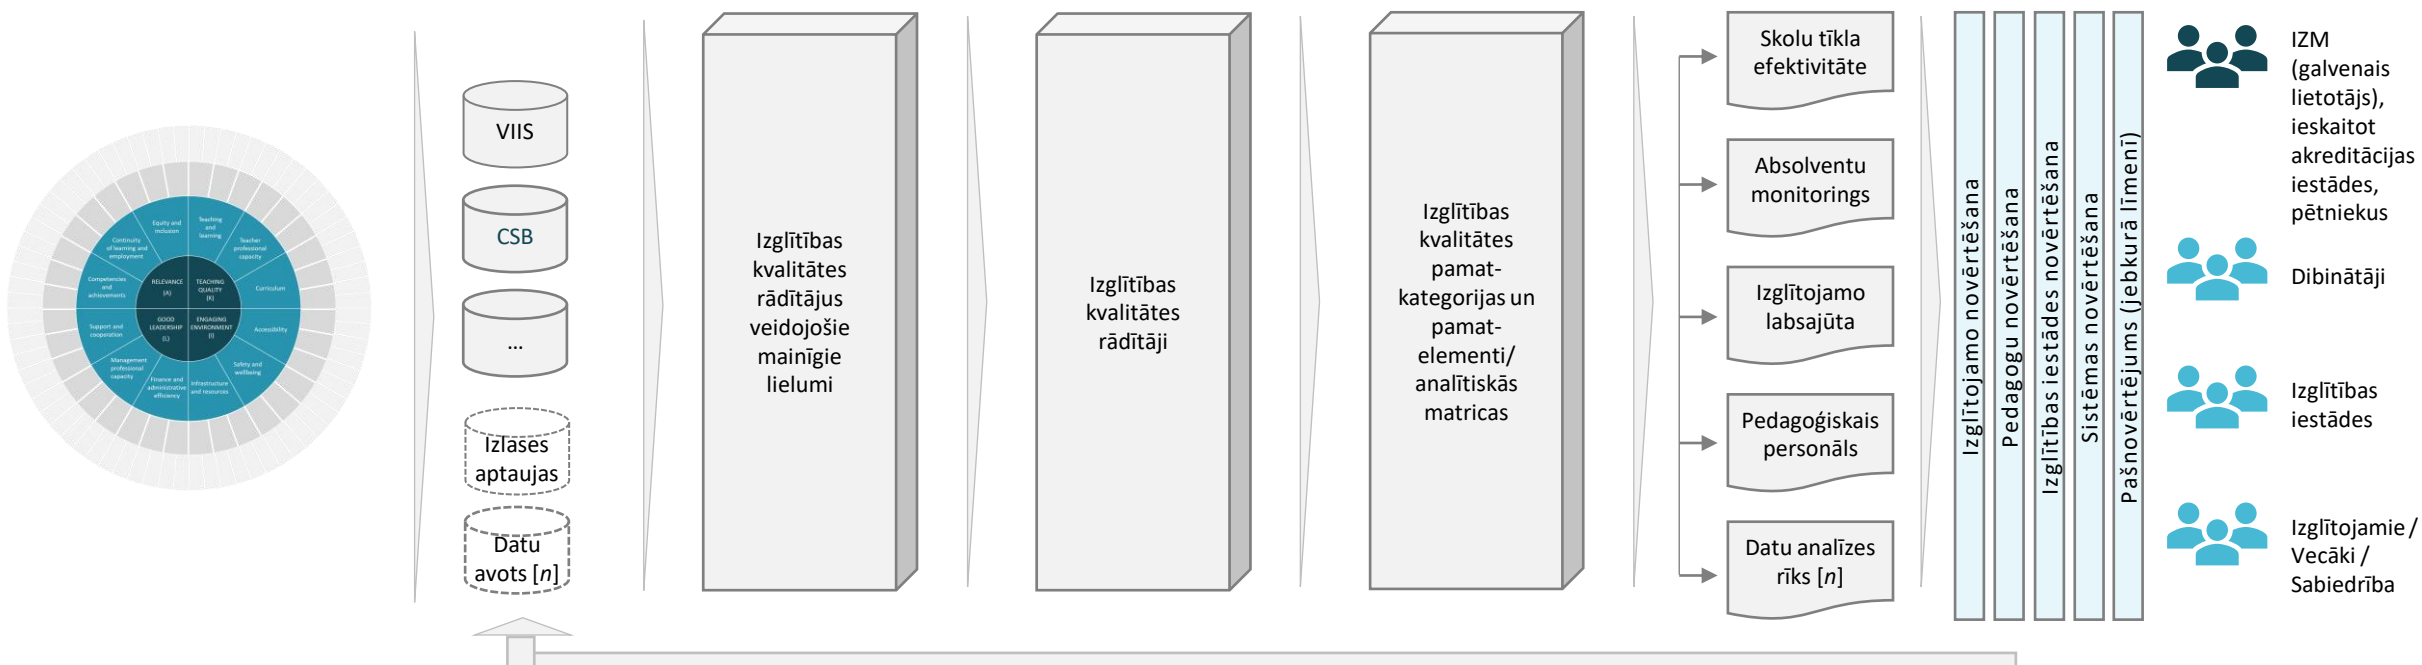 Equity and
inclusion
Teaching
and
learning
Teacher
professional
capacity
Curriculum
Accessibility
Safety and
wellbeing
Infrastructure
and resources
Finance and
administrative
efficiency
Management
professional
capacity
Support and
cooperation
Competencies
and
achievements
Continuity
of learning and
employment
RELEVANCE
(A)
TEACHING
QUALITY
(K)
GOOD
LEADERSHIP
(L)
ENGAGING
ENVIRONMENT
(I)
VIIS
CSB
...
Izlases
aptaujas
Datu
avots [n]
Izglītības
kvalitātes
rādītājus
veidojošie
mainīgie
lielumi
Izglītības
kvalitātes
rādītāji
Izglītības
kvalitātes
pamat-
kategorijas un
pamat-
elementi/
analītiskās
matricas
Skolu tīkla
efektivitāte
Absolventu
monitorings
Izglītojamo
labsajūta
Pedagoģiskais
personāls
Datu analīzes
rīks [n]
Izglītojamo novērtēšana
Pedagogu novērtēšana
Izglītības iestādes novērtēšana
Sistēmas novērtēšana
Pašnovērtējums (jebkurā līmenī)
IZM
(galvenais
lietotājs),
ieskaitot
akreditācijas
iestādes,
pētniekus
Dibinātāji
Izglītības
iestādes
Izglītojamie /
Vecāki /
Sabiedrība